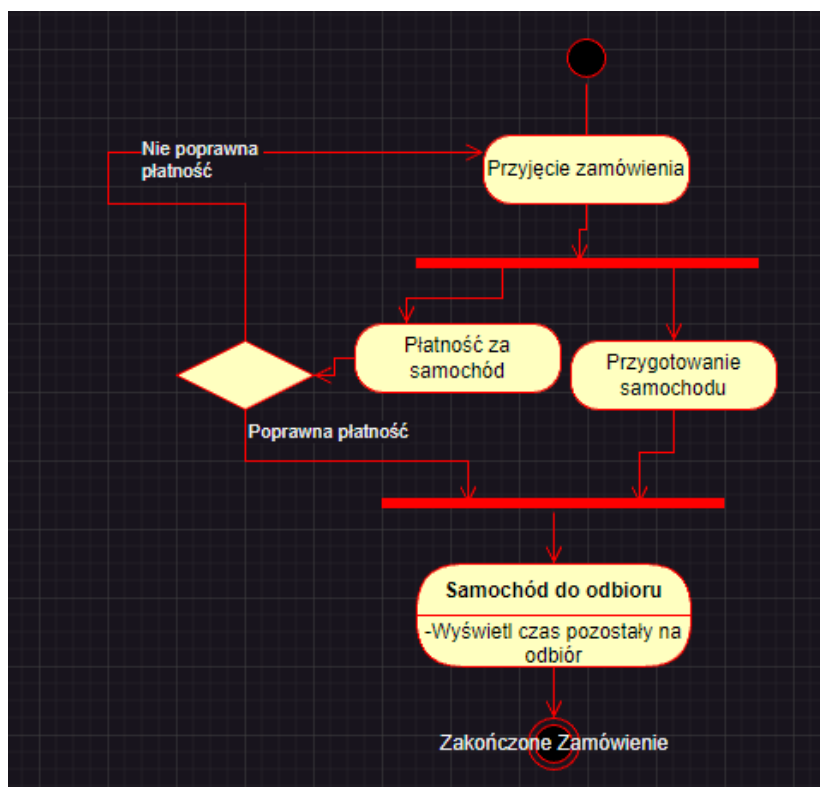 Nie poprawna
płatność
Przyjęcie zamówienia
Płatność za
samochód
Przygotowanie
samochodu
Poprawna płatność
Samochód do odbioru
-Wyświetl czas pozostały na
odbiór
Zakończone Zamówienie